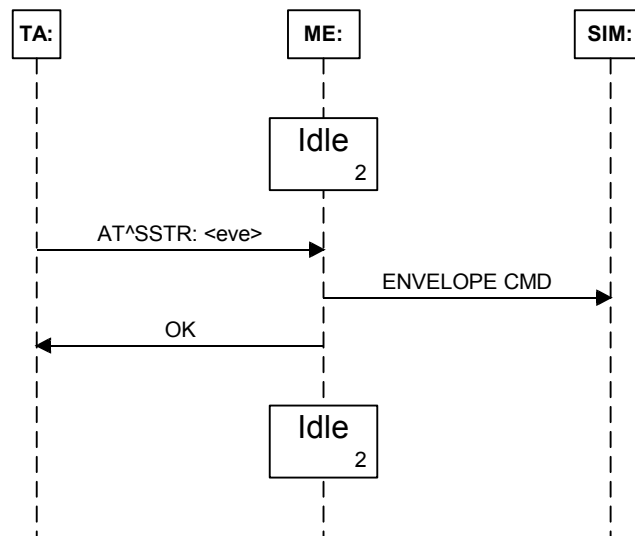 TA:
ME:
SIM:
Idle
2
AT^SSTR: <eve>
ENVELOPE CMD
OK
Idle
2